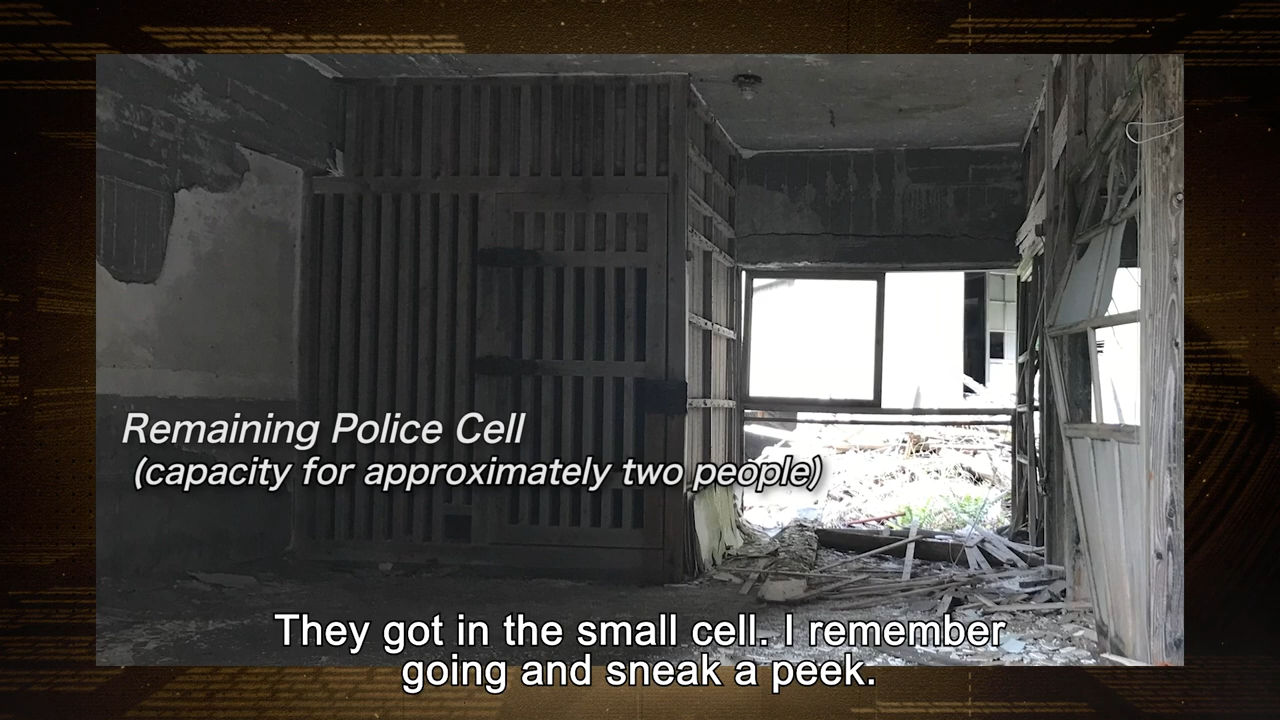 Remaining Police Cell
(capacity for approximately two people)
They got in the small cell. I remember
going and sneak a peek.